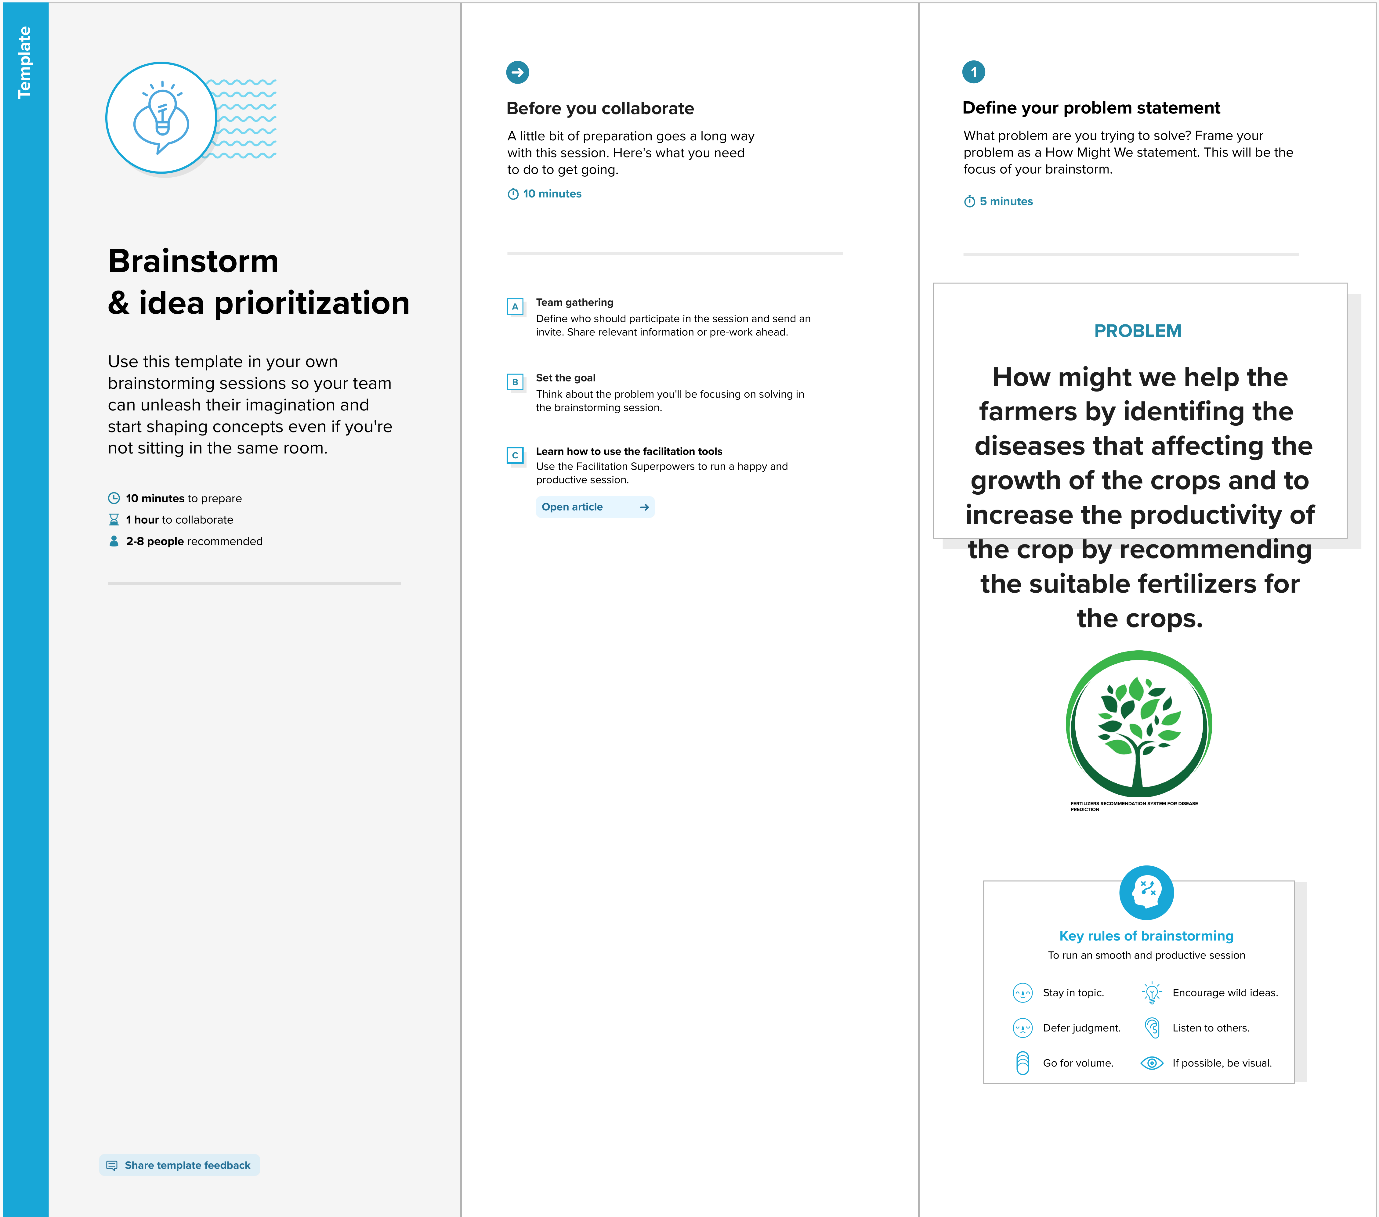 Template
Brainstorm
& idea prioritization
Use this template in your own
brainstorming sessions so your team
can unleash their imagination and
start shaping concepts even if you're
not sitting in the same room.
10 minutes to prepare
1 hour to collaborate
2-8 people recommended
Share template feedback
Before you collaborate
A little bit of preparation goes a long way
with this session. Here's what you need
to do to get going.
10 minutes
A
Team gathering
Define who should participate in the session and send an
invite. Share relevant information or pre-work ahead.
B
Set the goal
Think about the problem you'll be focusing on solving in
the brainstorming session.
C
Learn how to use the facilitation tools
Use the Facilitation Superpowers to run a happy and
productive session.
Open article
1
Define your problem statement
What problem are you trying to solve? Frame your
problem as a How Might We statement. This will be the
focus of your brainstorm.
5 minutes
PROBLEM
How might we help the
farmers by identifing the
diseases that affecting the
growth of the crops and to
increase the productivity of
the crop by recommending
the suitable fertilizers for
the crops.
FERTILIZERS RECOMMENDATION SYSTEM FOR DISEASE
PREDICTION
Key rules of brainstorming
To run an smooth and productive session
Stay in topic.
Encourage wild ideas.
Defer judgment.
Listen to others.
Go for volume.
If possible, be visual.